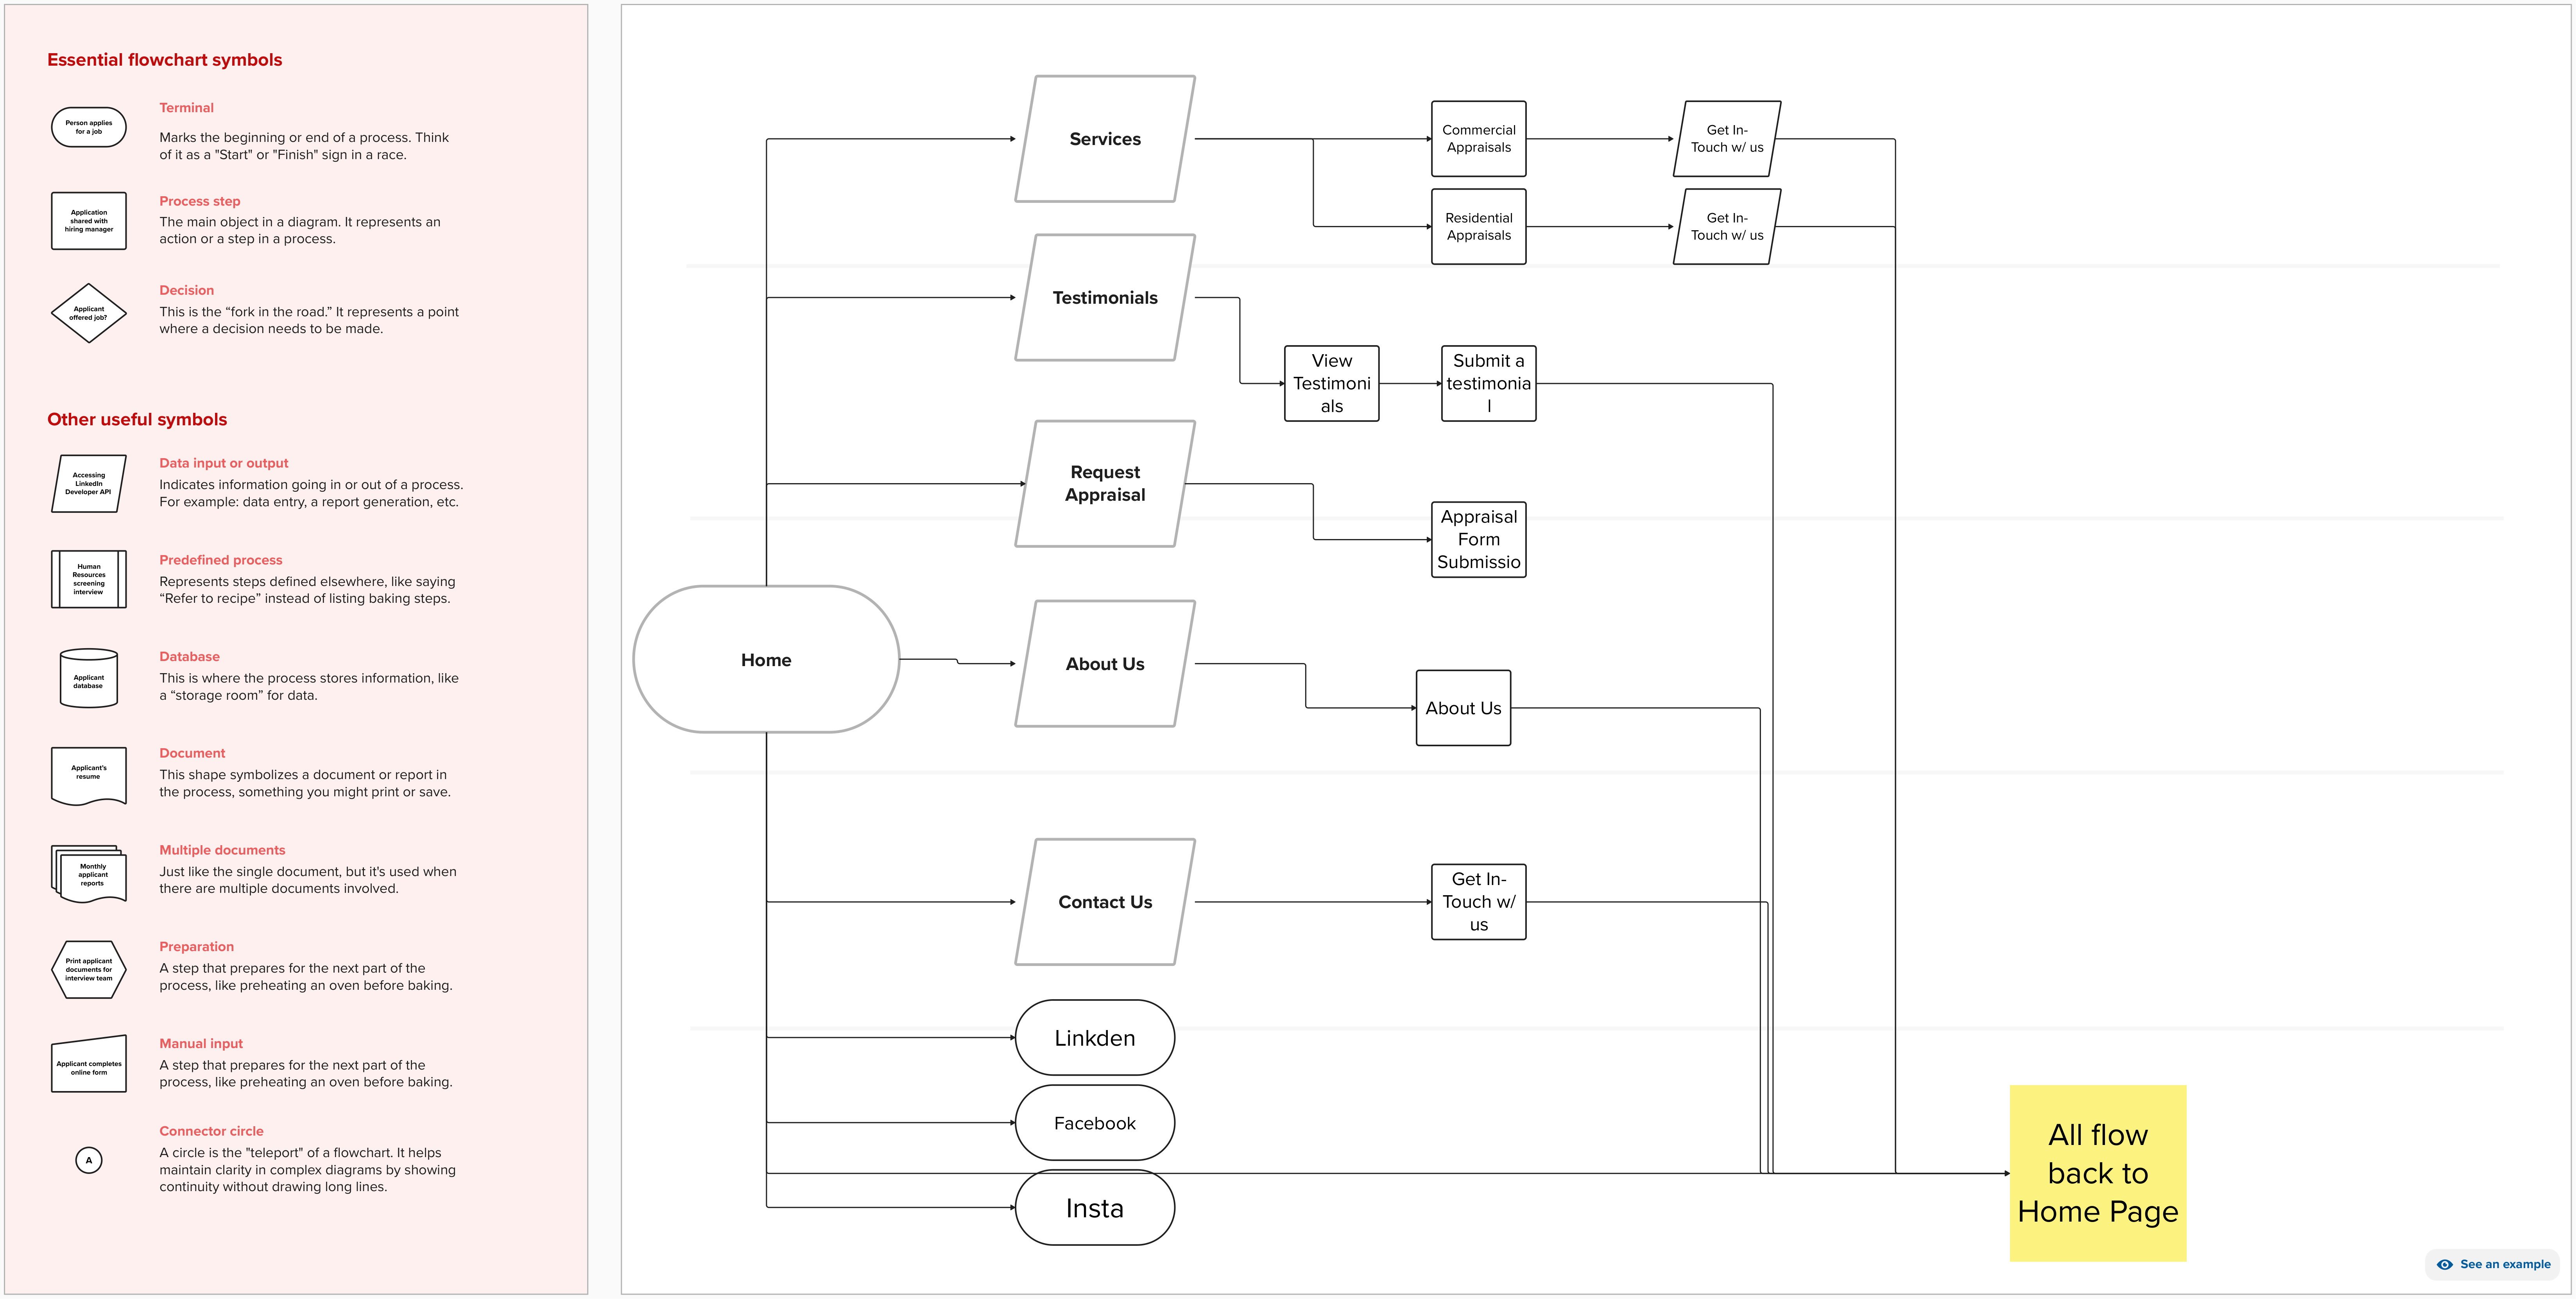 Essential flowchart symbols
Person applies
for a job
Terminal
Marks the beginning or end of a process. Think
of it as a "Start" or "Finish" sign in a race.
Application
shared with
hiring manager
Process step
The main object in a diagram. It represents an
action or a step in a process.
Applicant
offered job?
Decision
This is the “fork in the road.” It represents a point
where a decision needs to be made.
Other useful symbols
Accessing
LinkedIn
Developer API
Data input or output
Indicates information going in or out of a process.
For example: data entry, a report generation, etc.
Human
Resources
screening
interview
Predefined process
Represents steps defined elsewhere, like saying
“Refer to recipe” instead of listing baking steps.
Applicant
database
Database
This is where the process stores information, like
a “storage room” for data.
Applicant's
resume
Document
This shape symbolizes a document or report in
the process, something you might print or save.
Monthly
applicant
reports
Multiple documents
Just like the single document, but it's used when
there are multiple documents involved.
Print applicant
documents for
interview team
Preparation
A step that prepares for the next part of the
process, like preheating an oven before baking.
Applicant completes
online form
Manual input
A step that prepares for the next part of the
process, like preheating an oven before baking.
A
Connector circle
A circle is the "teleport" of a flowchart. It helps
maintain clarity in complex diagrams by showing
continuity without drawing long lines.
Home
Services
Commercial
Appraisals
Get In-
Touch w/ us
Residential
Appraisals
Get In-
Touch w/ us
Testimonials
View
Testimoni
als
Submit a
testimonia
l
Request
Appraisal
Appraisal
Form
Submissio
About Us
About Us
Contact Us
Get In-
Touch w/
us
Linkden
Facebook
Insta
All flow
back to
Home Page
See an example